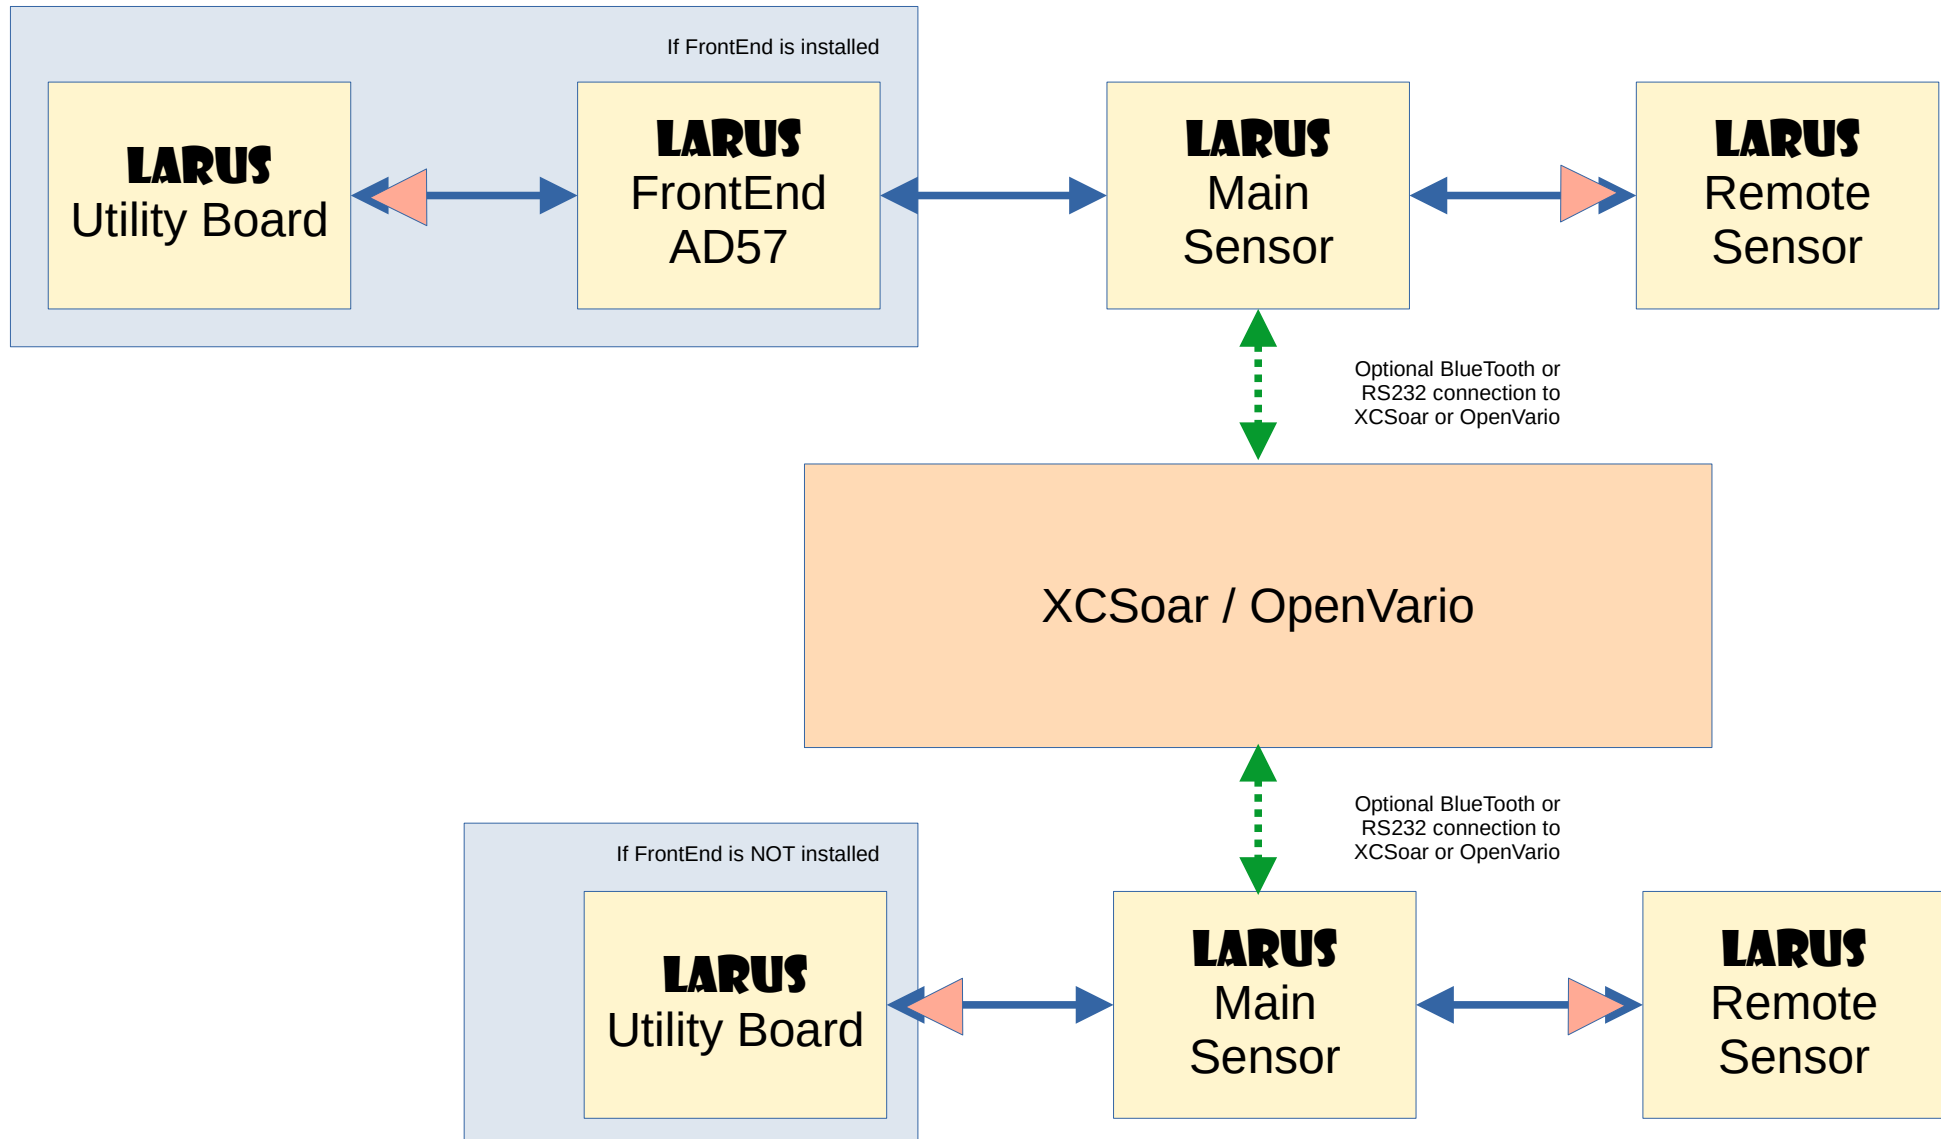 If FrontEnd is installed
LARUS
Utility Board
LARUS
FrontEnd
AD57
LARUS
Main
Sensor
LARUS
Remote
Sensor
Optional BlueTooth or
RS232 connection to
XCSoar or OpenVario
XCSoar / OpenVario
Optional BlueTooth or
RS232 connection to
XCSoar or OpenVario
If FrontEnd is NOT installed
LARUS
Utility Board
LARUS
Main
Sensor
LARUS
Remote
Sensor